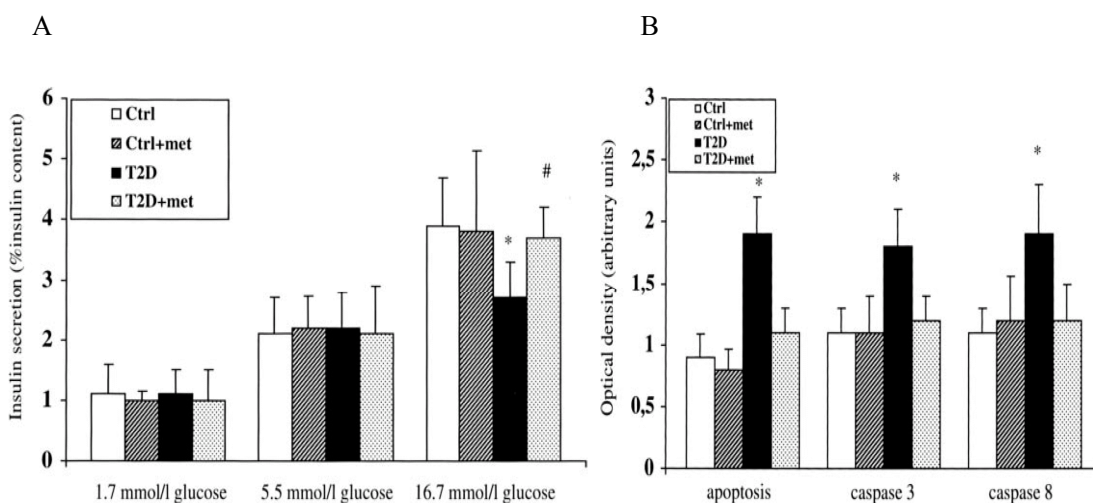 A
B
Insulin secretion (%insulin content)
6
5
4
3
2
1
0
Ctrl
Ctrl+met
T2D
T2D+met
*
#
1.7 mmol/l glucose
5.5 mmol/l glucose
16.7 mmol/l glucose
Optical density (arbitrary units)
3
2,5
2
1,5
1
0,5
0
Ctrl
Ctrl+met
T2D
T2D+met
*
*
*
apoptosis
caspase 3
caspase 8